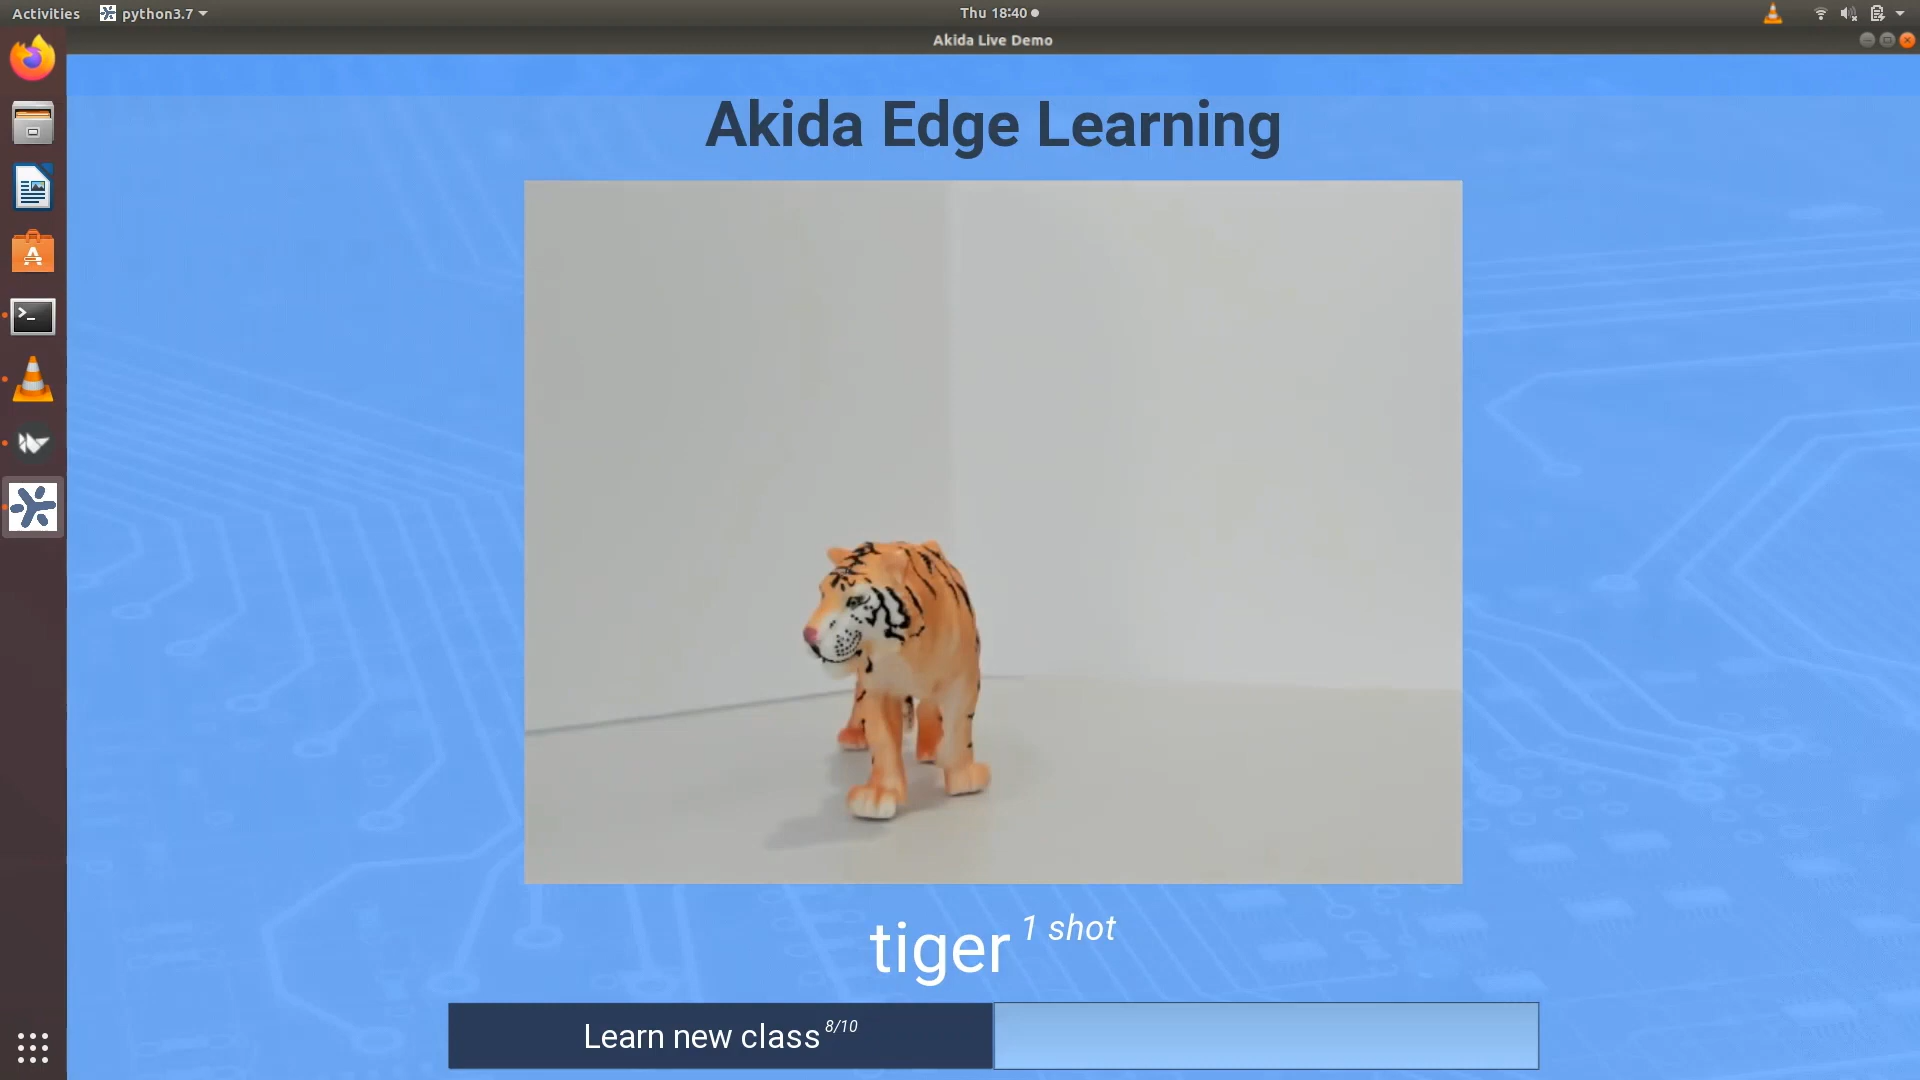 Activities python3.7 Thu 18:40
Akida Live Demo
Akida Edge Learning
tiger 1 shot
Learn new class 8/10